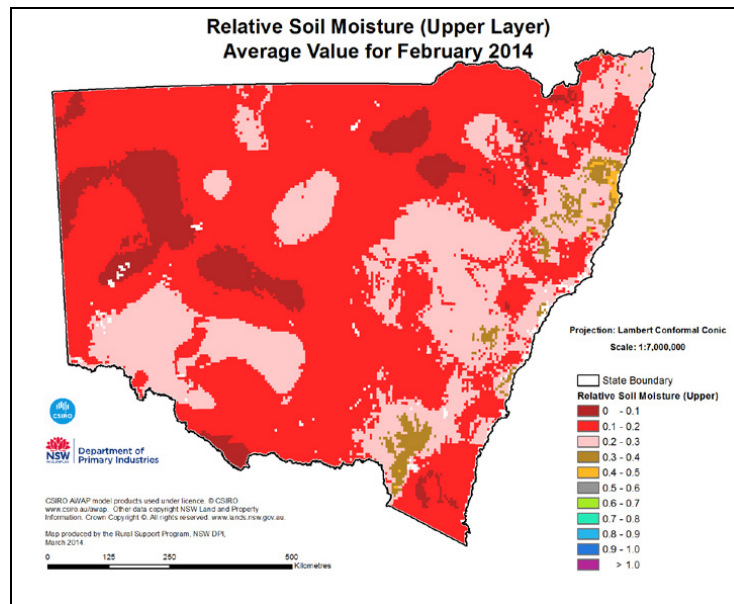 Relative Soil Moisture (Upper Layer)
Average Value for February 2014
Projection: Lambert Conformal Conic
Scale: 1:7,000,000
State Boundary
Relative Soil Moisture (Upper)
0 - 0.1
0.1 - 0.2
0.2 - 0.3
0.3 - 0.4
0.4 - 0.5
0.5 - 0.6
0.6 - 0.7
0.7 - 0.8
0.8 - 0.9
0.9 - 1.0
> 1.0
CSIRO
NSW
Department of
Primary Industries
CSIRO AWAP model products used under licence. © CSIRO
www.csiro.au/awap. Other data copyright NSW Land and Property
Information. Crown Copyright ©. All rights reserved. www.lands.nsw.gov.au.
Map produced by the Rural Support Program, NSW DPI,
March 2014
0 125 250 500
Kilometres